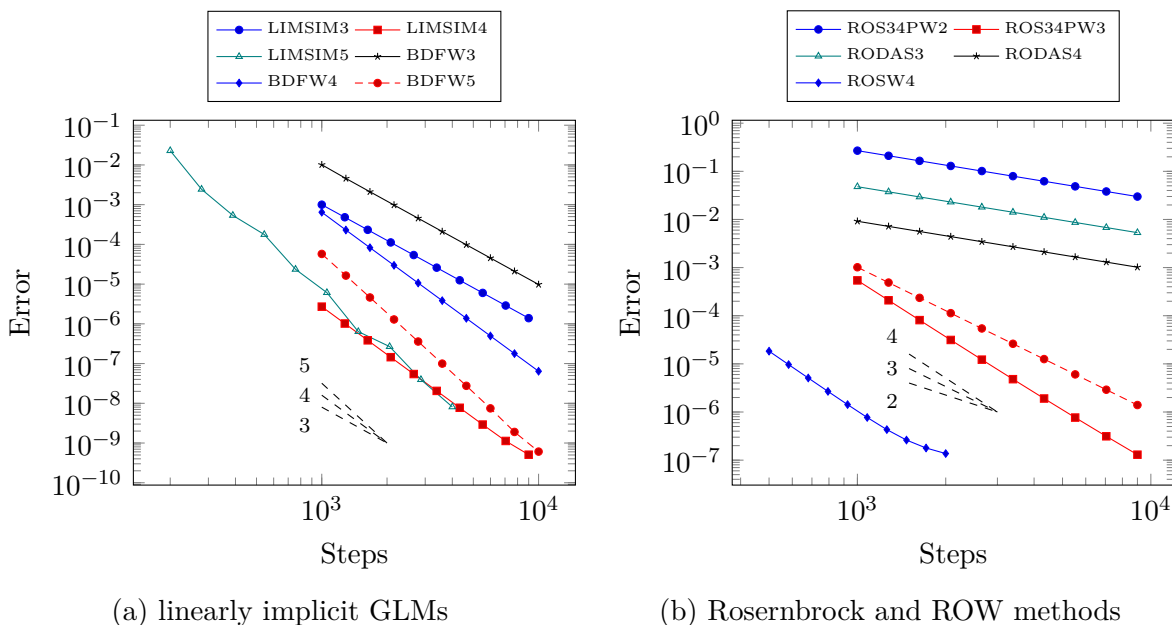 LIMSIM3 LIMSIM4
LIMSIM5 BDFW3
BDFW4 BDFW5
10^−1
10^−2
10^−3
10^−4
10^−5
10^−6
10^−7
10^−8
10^−9
10^−10
Error
5
4
3
10^3 10^4
Steps
(a) linearly implicit GLMs
ROS34PW2 ROS34PW3
RODAS3 RODAS4
ROSW4
10^0
10^−1
10^−2
10^−3
10^−4
10^−5
10^−6
10^−7
Error
4
3
2
10^3 10^4
Steps
(b) Rosernbrock and ROW methods